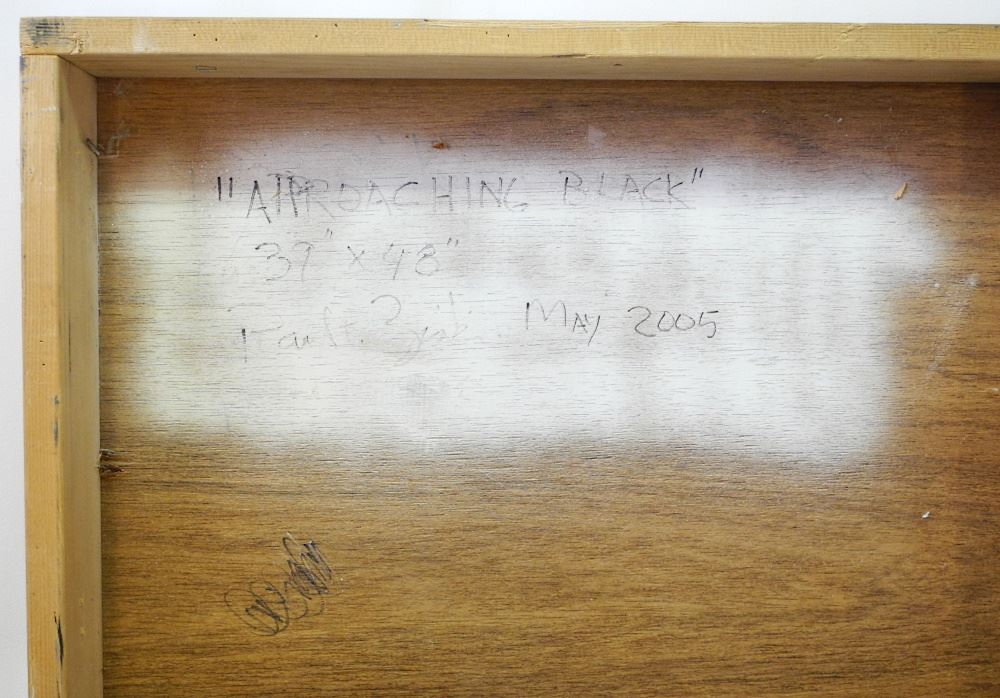 "APPROACHING BLACK"
39" x 48"
May 2005